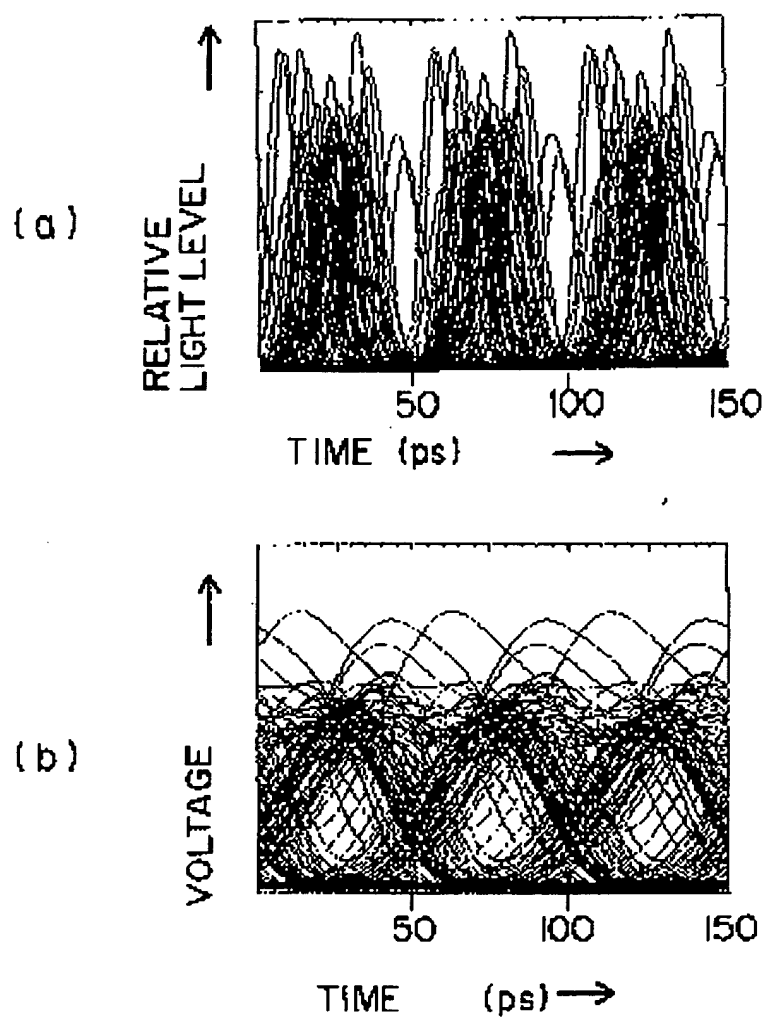 (a)
RELATIVE
LIGHT LEVEL
50
100
150
TIME (ps)
(b)
VOLTAGE
50
100
150
TIME (ps)